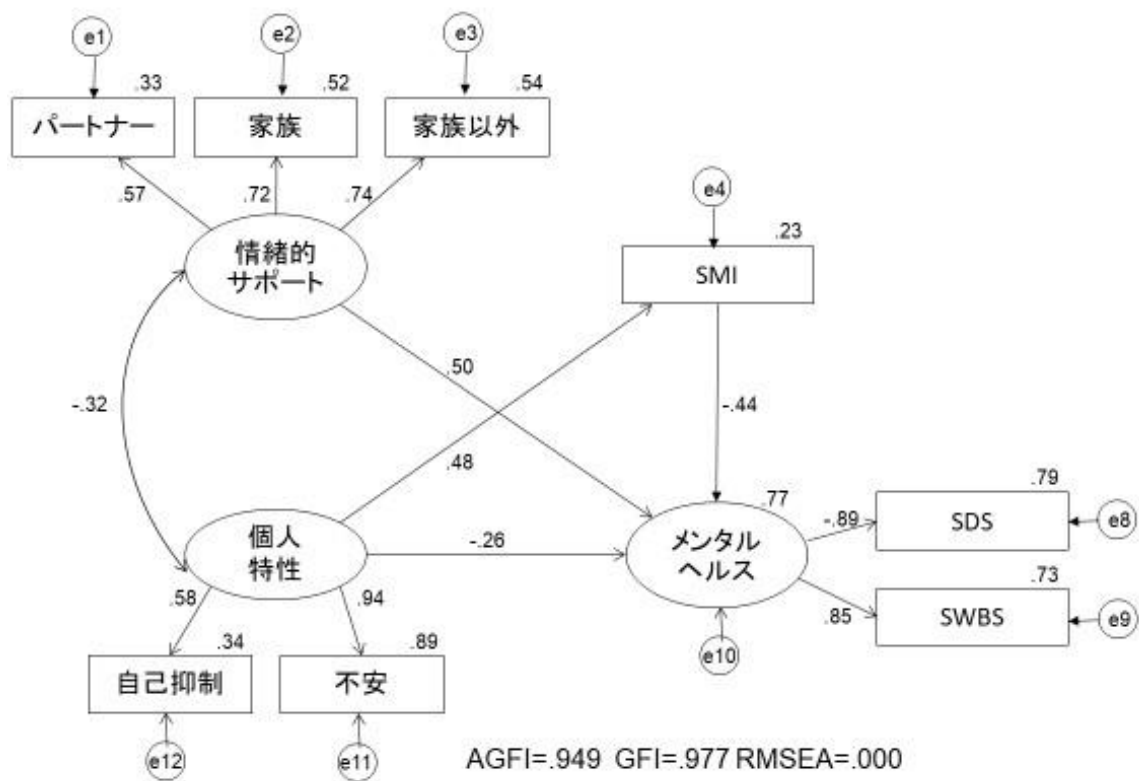 e1
e2
e3
.33
.52
.54
パートナー
家族
家族以外
.57
.72
.74
e4
.23
情緒的
サポート
SMI
.50
-.32
-.44
.48
.77
.79
個人
特性
-.26
メンタル
ヘルス
-.89
SDS
e8
.73
.58
.94
.85
SWBS
e9
.34
.89
e10
自己抑制
不安
e12
e11
AGFI=.949 GFI=.977 RMSEA=.000